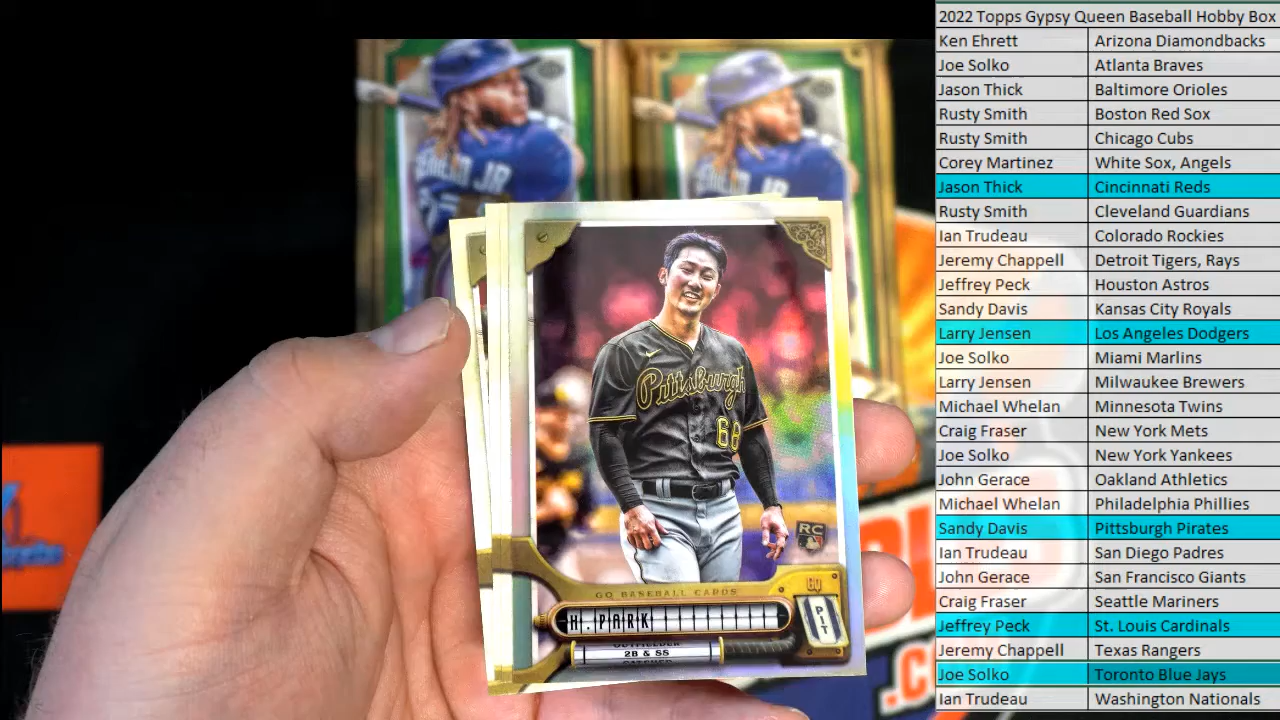 2022 Topps Gypsy Queen Baseball Hobby Box
Ken Ehrett Arizona Diamondbacks
Joe Solko Atlanta Braves
Jason Thick Baltimore Orioles
Rusty Smith Boston Red Sox
Rusty Smith Chicago Cubs
Corey Martinez White Sox, Angels
Jason Thick Cincinnati Reds
Rusty Smith Cleveland Guardians
Ian Trudeau Colorado Rockies
Jeremy Chappell Detroit Tigers, Rays
Jeffrey Peck Houston Astros
Sandy Davis Kansas City Royals
Larry Jensen Los Angeles Dodgers
Joe Solko Miami Marlins
Larry Jensen Milwaukee Brewers
Michael Whelan Minnesota Twins
Craig Fraser New York Mets
Joe Solko New York Yankees
John Gerace Oakland Athletics
Michael Whelan Philadelphia Phillies
Sandy Davis Pittsburgh Pirates
Ian Trudeau San Diego Padres
John Gerace San Francisco Giants
Craig Fraser Seattle Mariners
Jeffrey Peck St. Louis Cardinals
Jeremy Chappell Texas Rangers
Joe Solko Toronto Blue Jays
Ian Trudeau Washington Nationals
Pittsburgh
68
RC
GQ
GQ BASEBALL CARDS
H. PARK
PIT
OUTFIELDER
2B & SS
CATCHER
JR